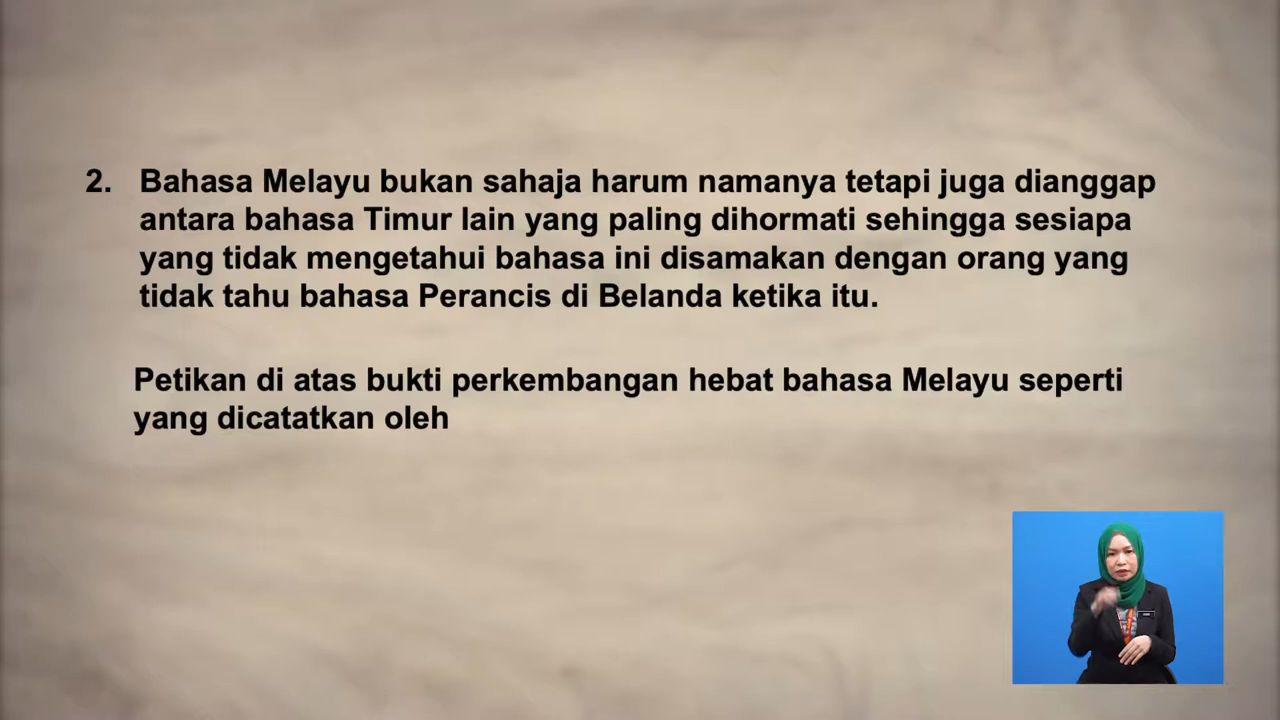 2. Bahasa Melayu bukan sahaja harum namanya tetapi juga dianggap
antara bahasa Timur lain yang paling dihormati sehingga sesiapa
yang tidak mengetahui bahasa ini disamakan dengan orang yang
tidak tahu bahasa Perancis di Belanda ketika itu.
Petikan di atas bukti perkembangan hebat bahasa Melayu seperti
yang dicatatkan oleh